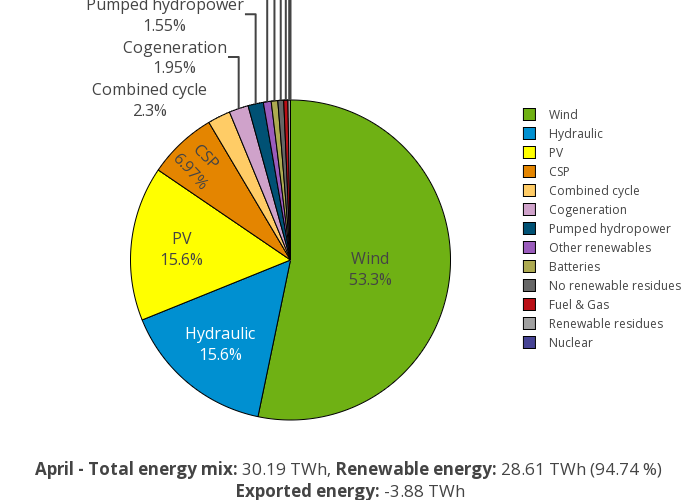 Pumped hydropower
1.55%
Cogeneration
1.95%
Combined cycle
2.3%
CSP
6.97%
PV
15.6%
Hydraulic
15.6%
Wind
53.3%
Wind
Hydraulic
PV
CSP
Combined cycle
Cogeneration
Pumped hydropower
Other renewables
Batteries
No renewable residues
Fuel & Gas
Renewable residues
Nuclear
April - Total energy mix: 30.19 TWh, Renewable energy: 28.61 TWh (94.74 %)
Exported energy: -3.88 TWh